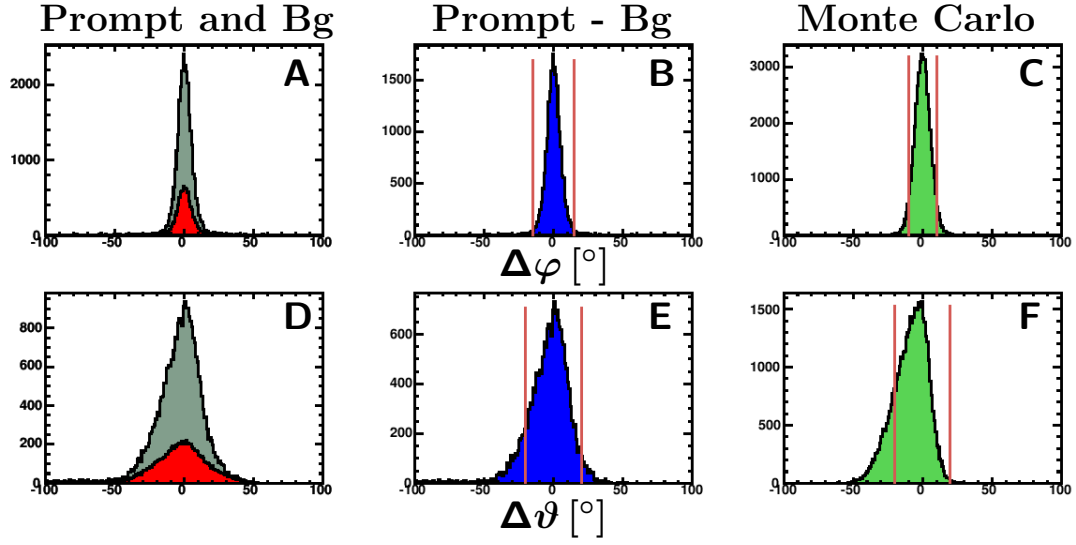 Prompt and Bg Prompt - Bg Monte Carlo
A B C
2000 1000 0
1500 1000 500 0
3000 2000 1000 0
-100 -50 0 50 100 -100 -50 0 50 100 -100 -50 0 50 100
Δφ [°]
D E F
800 600 400 200 0
600 400 200 0
1500 1000 500 0
-100 -50 0 50 100 -100 -50 0 50 100 -100 -50 0 50 100
Δϑ [°]